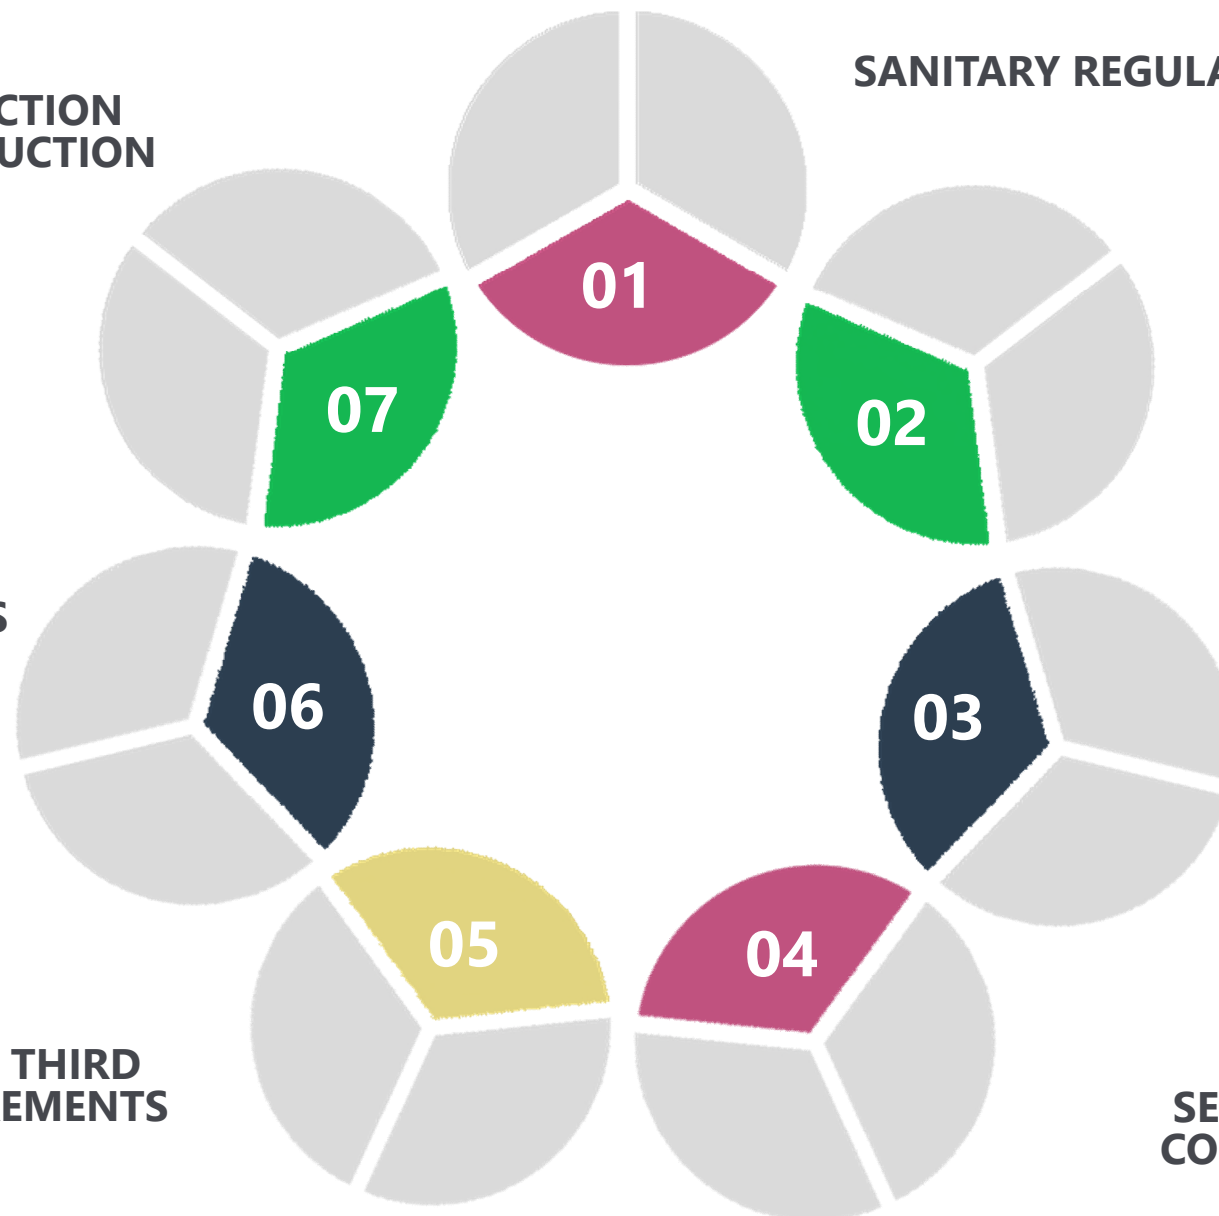 SANITARY REGULA
CTION
UCTION
01
07
02
S
06
03
05
04
THIRD
EMENTS
SE
CO